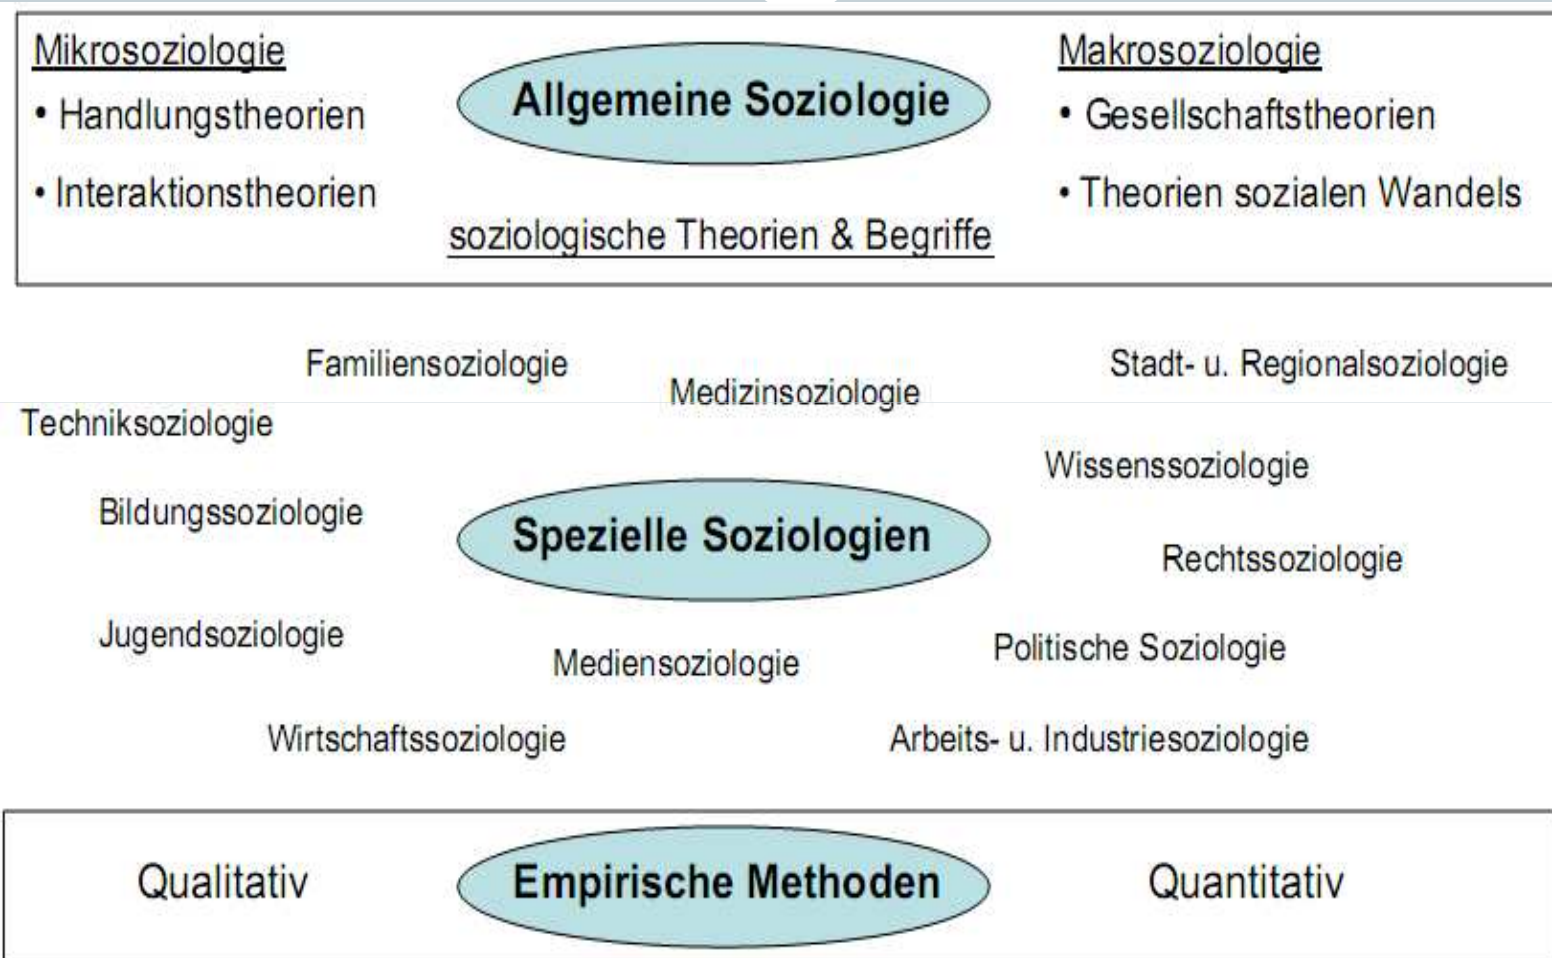 Mikrosoziologie
• Handlungstheorien
• Interaktionstheorien
Allgemeine Soziologie
soziologische Theorien & Begriffe
Makrosoziologie
• Gesellschaftstheorien
• Theorien sozialen Wandels
Familiensoziologie
Medizinsoziologie
Stadt- u. Regionalsoziologie
Techniksoziologie
Wissenssoziologie
Bildungssoziologie
Spezielle Soziologien
Rechtssoziologie
Jugendsoziologie
Mediensoziologie
Politische Soziologie
Wirtschaftssoziologie
Arbeits- u. Industriesoziologie
Qualitativ
Empirische Methoden
Quantitativ